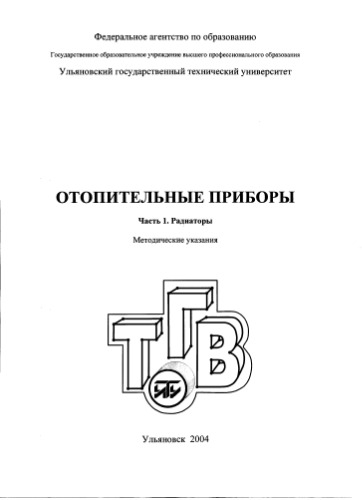 Федеральное агентство по образованию
Государственное образовательное учреждение высшего профессионального образования
Ульяновский государственный технический университет
ОТОПИТЕЛЬНЫЕ ПРИБОРЫ
Часть 1. Радиаторы
Методические указания
ТГВ
Ульяновск 2004